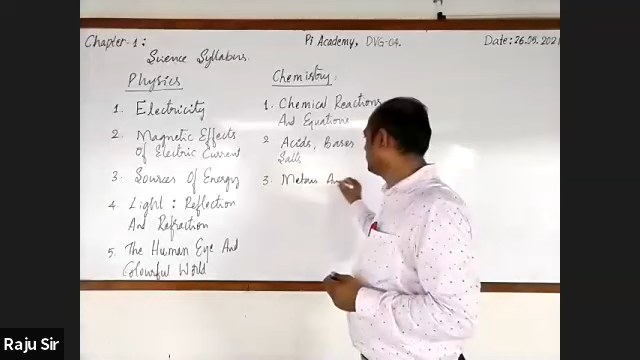 Chapter-1:
Pi Academy, DVG-04.
Date: 26.05.2021
Science Syllabus.
Physics
1. Electricity
2. Magnetic Effects
Of Electric Current
3. Sources Of Energy
4. Light : Reflection
And Refraction
5. The Human Eye And
Colourful World
Chemistry.
1. Chemical Reactions
And Equations
2 Acids, Bases
Salts
3. Metals
Raju Sir